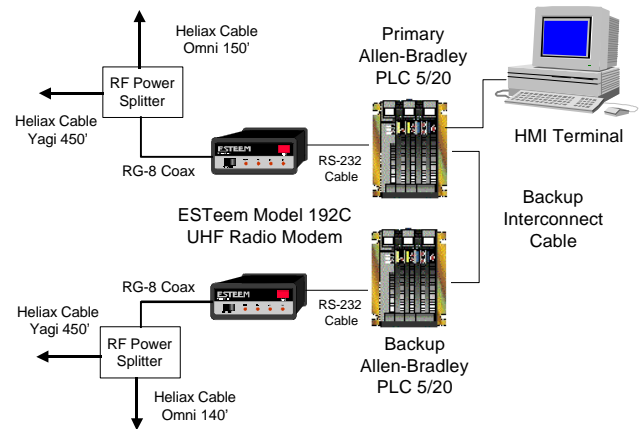 Heliax Cable
Omni 150'
RF Power
Splitter
Heliax Cable
Yagi 450'
RG-8 Coax
ESTEEM
RS-232
Cable
Primary
Allen-Bradley
PLC 5/20
HMI Terminal
ESTeem Model 192C
UHF Radio Modem
Backup
Interconnect
Cable
RG-8 Coax
ESTEEM
RS-232
Cable
Heliax Cable
Yagi 450'
RF Power
Splitter
Heliax Cable
Omni 140'
Backup
Allen-Bradley
PLC 5/20